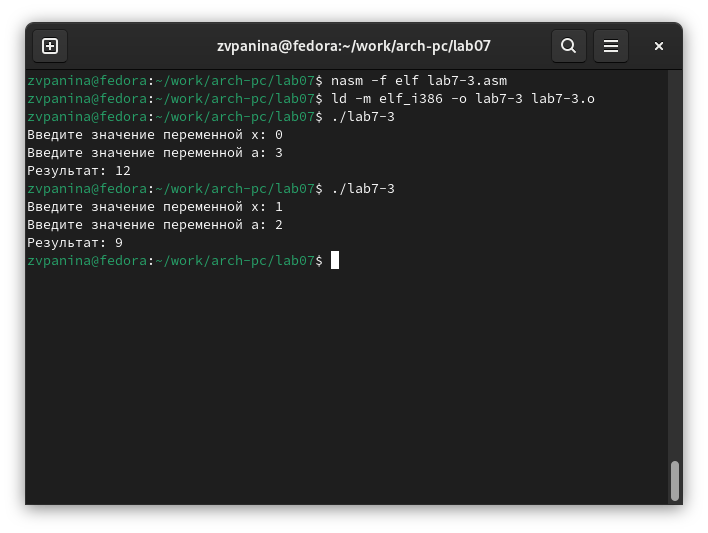 zvpanina@fedora:~/work/arch-pc/lab07
zvpanina@fedora:~/work/arch-pc/lab07$ nasm -f elf lab7-3.asm
zvpanina@fedora:~/work/arch-pc/lab07$ ld -m elf_i386 -o lab7-3 lab7-3.o
zvpanina@fedora:~/work/arch-pc/lab07$ ./lab7-3
Введите значение переменной x: 0
Введите значение переменной a: 3
Результат: 12
zvpanina@fedora:~/work/arch-pc/lab07$ ./lab7-3
Введите значение переменной x: 1
Введите значение переменной a: 2
Результат: 9
zvpanina@fedora:~/work/arch-pc/lab07$